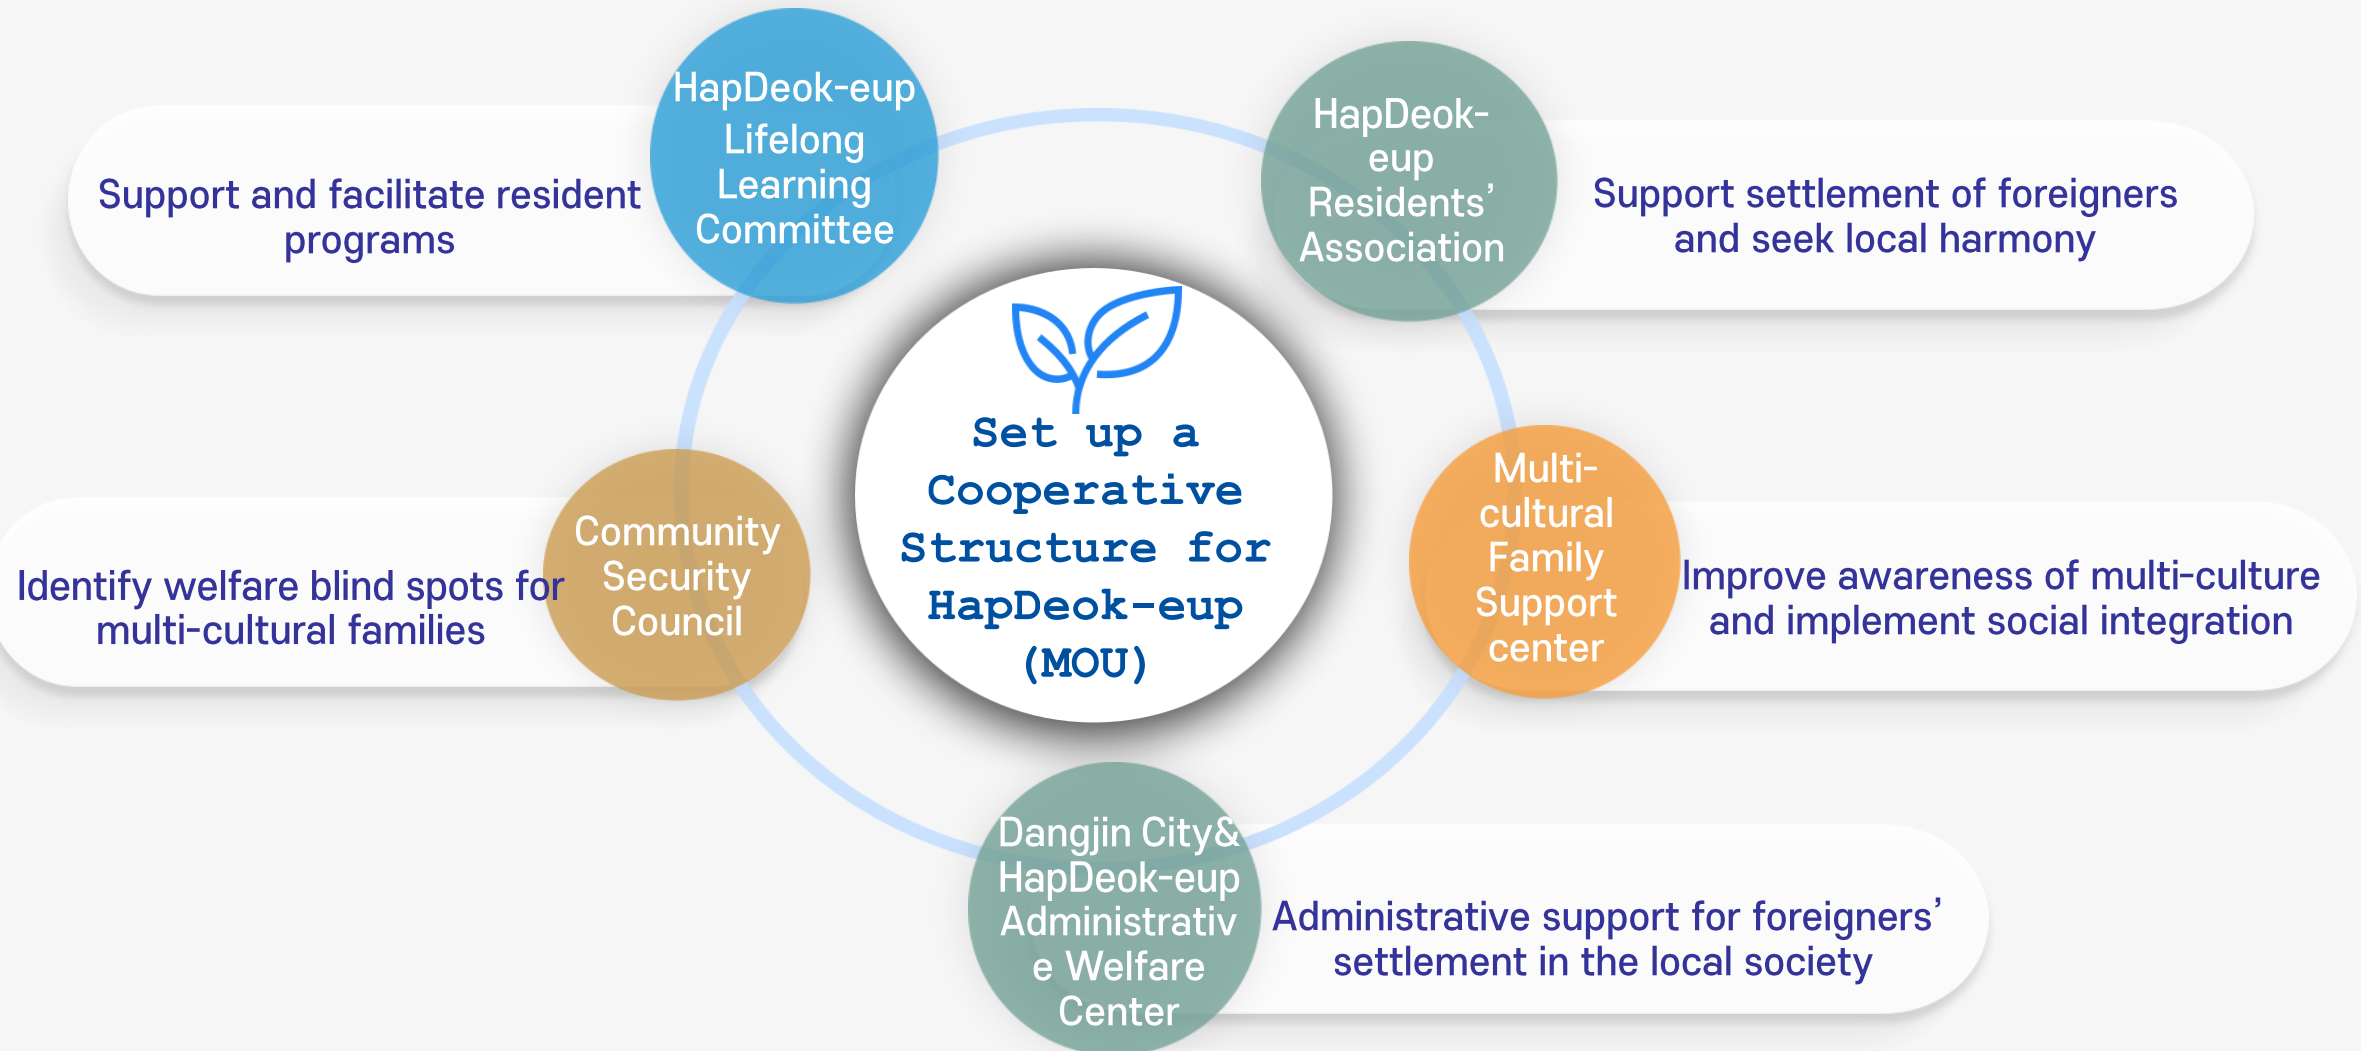 HapDeok-eup
Lifelong
Learning
Committee
Support and facilitate resident
programs
HapDeok-
eup
Residents’
Association
Support settlement of foreigners
and seek local harmony
Set up a
Cooperative
Structure for
HapDeok-eup
(MOU)
Community
Security
Council
Identify welfare blind spots for
multi-cultural families
Multi-
cultural
Family
Support
center
Improve awareness of multi-culture
and implement social integration
Dangjin City&
HapDeok-eup
Administrativ
e Welfare
Center
Administrative support for foreigners’
settlement in the local society